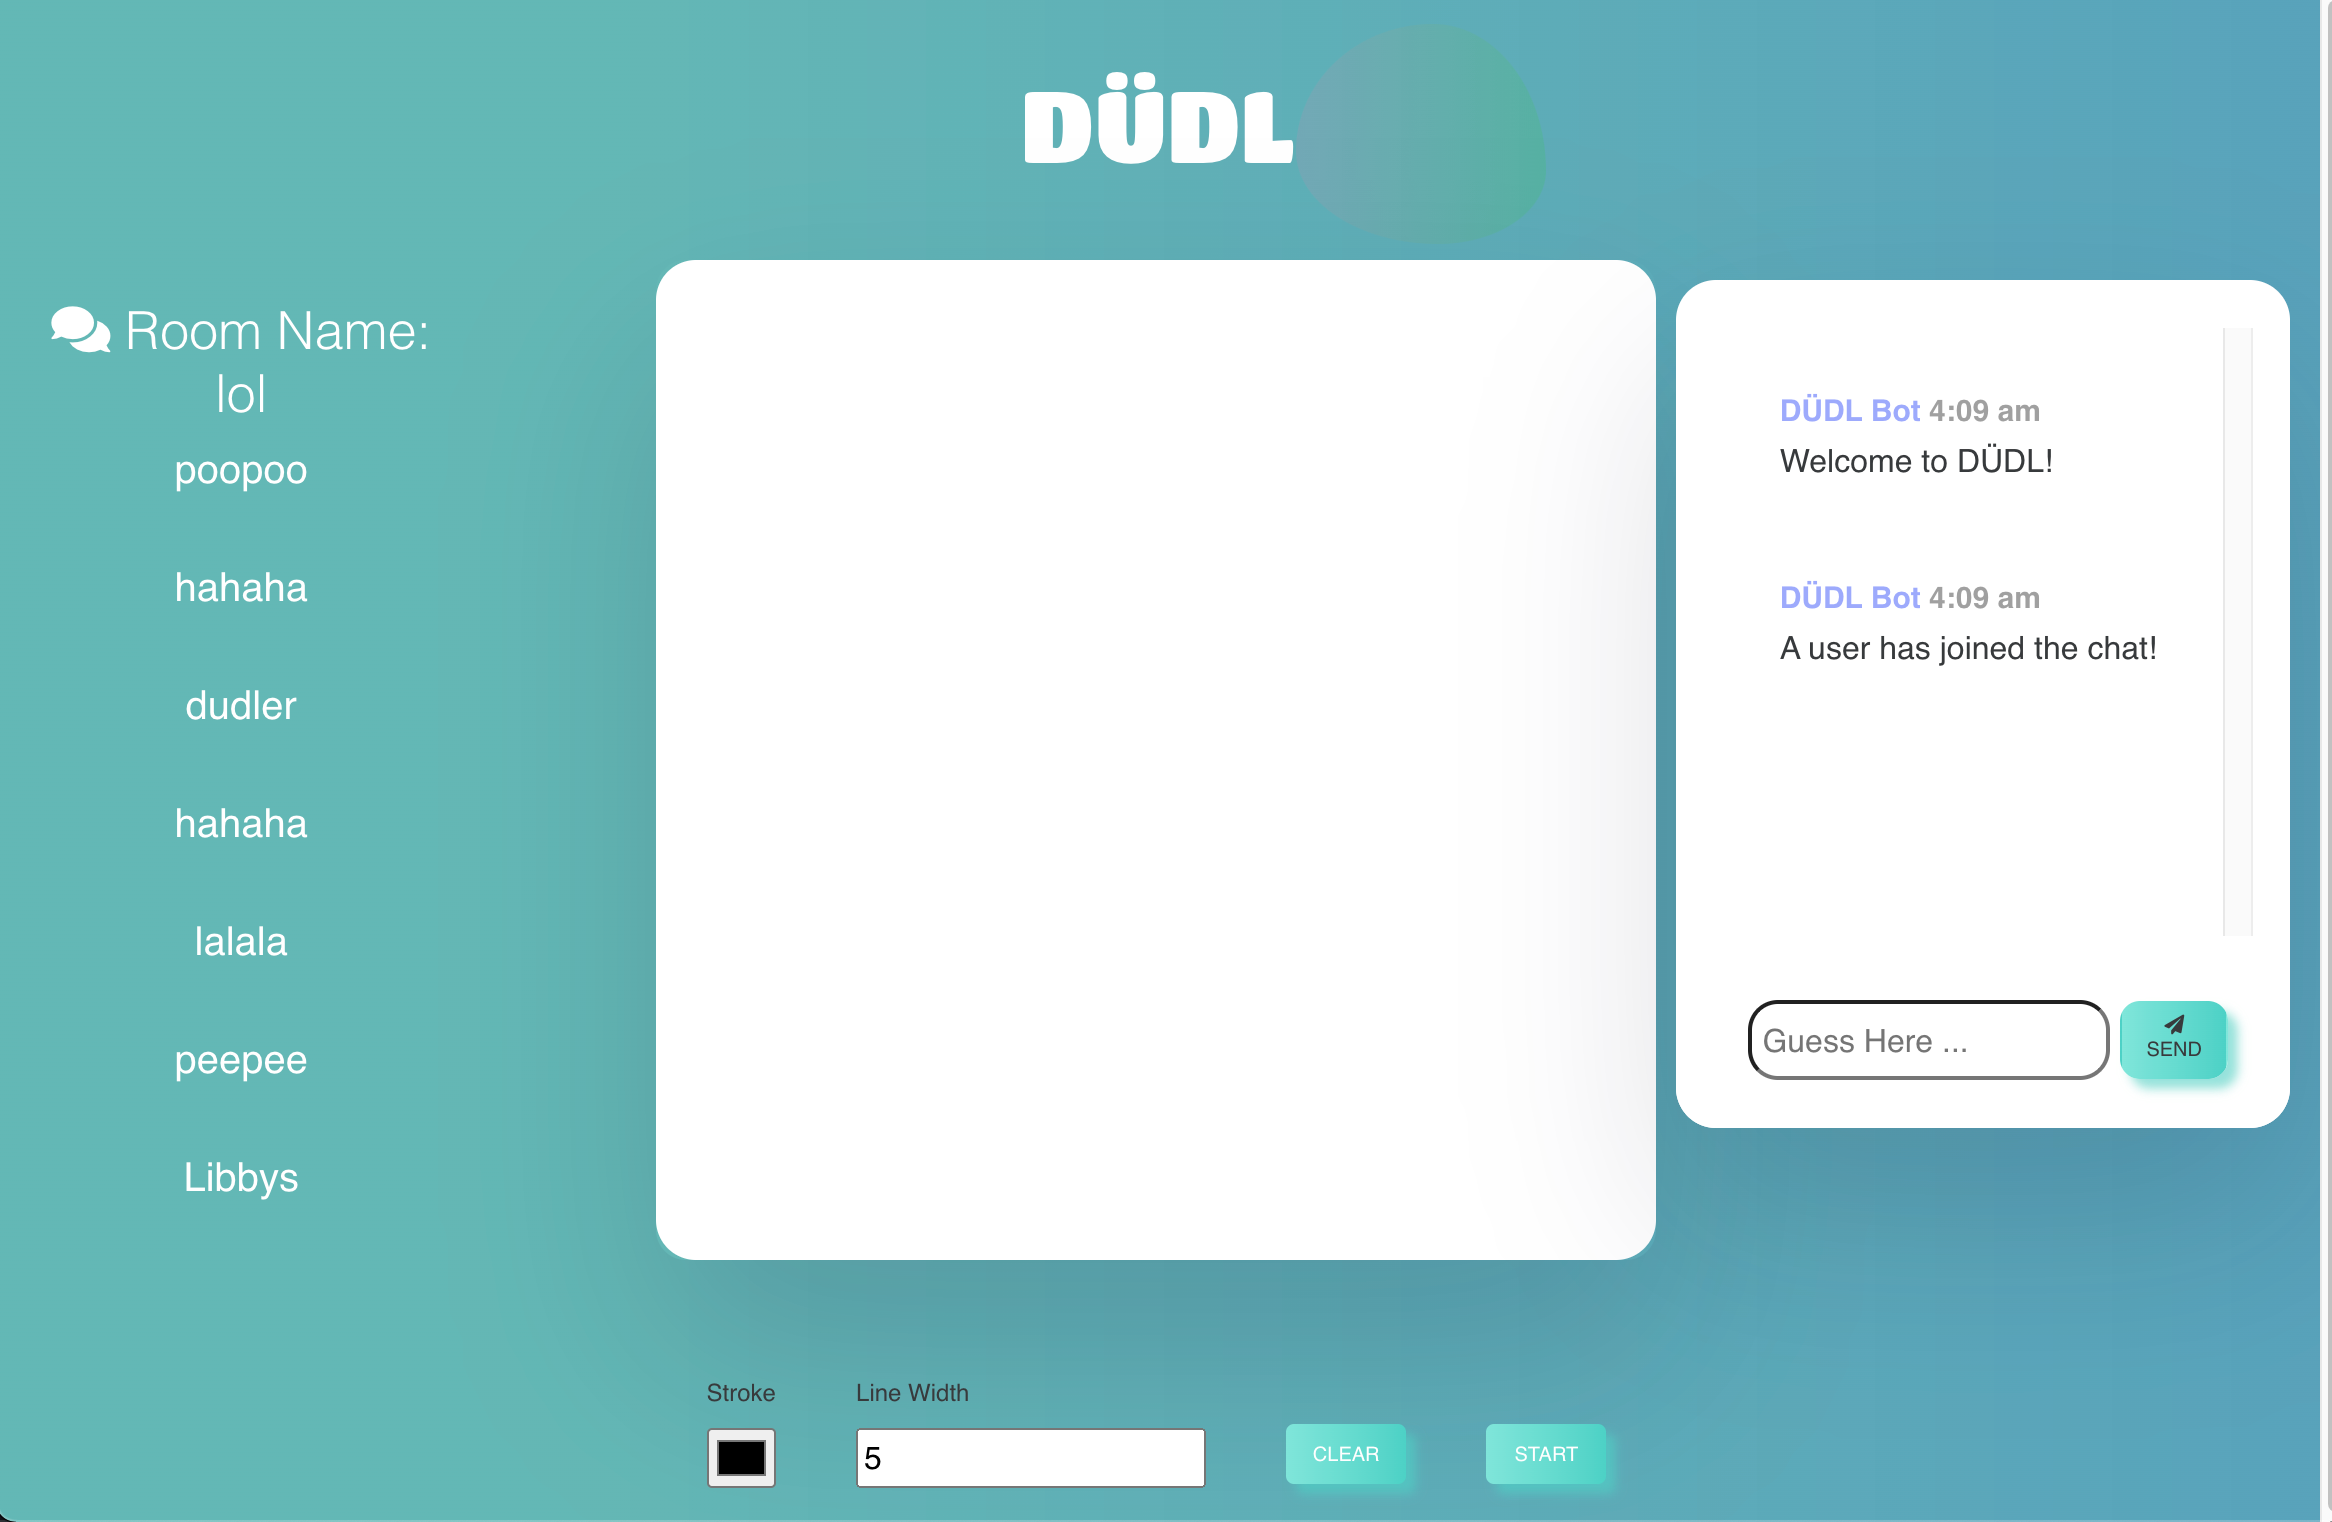 DÜDL
Room Name:
lol
poopoo
hahaha
dudler
hahaha
lalala
peepee
Libbys
DÜDL Bot 4:09 am
Welcome to DÜDL!
DÜDL Bot 4:09 am
A user has joined the chat!
Guess Here ...
SEND
Stroke
Line Width
5
CLEAR
START